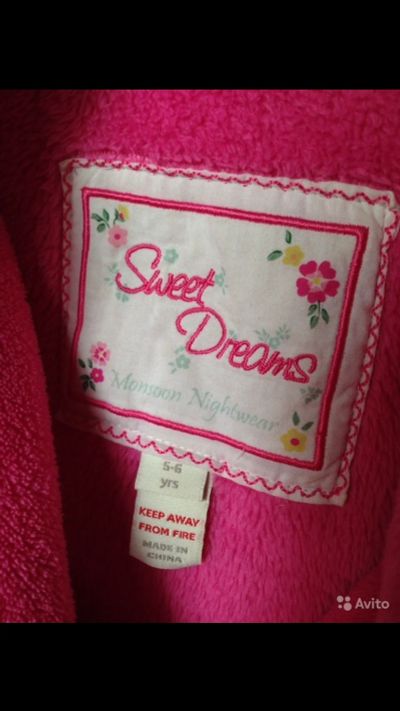 Sweet
Dreams
Monsoon Nightwear
5-6
yrs
KEEP AWAY
FROM FIRE
MADE IN
CHINA
Avito